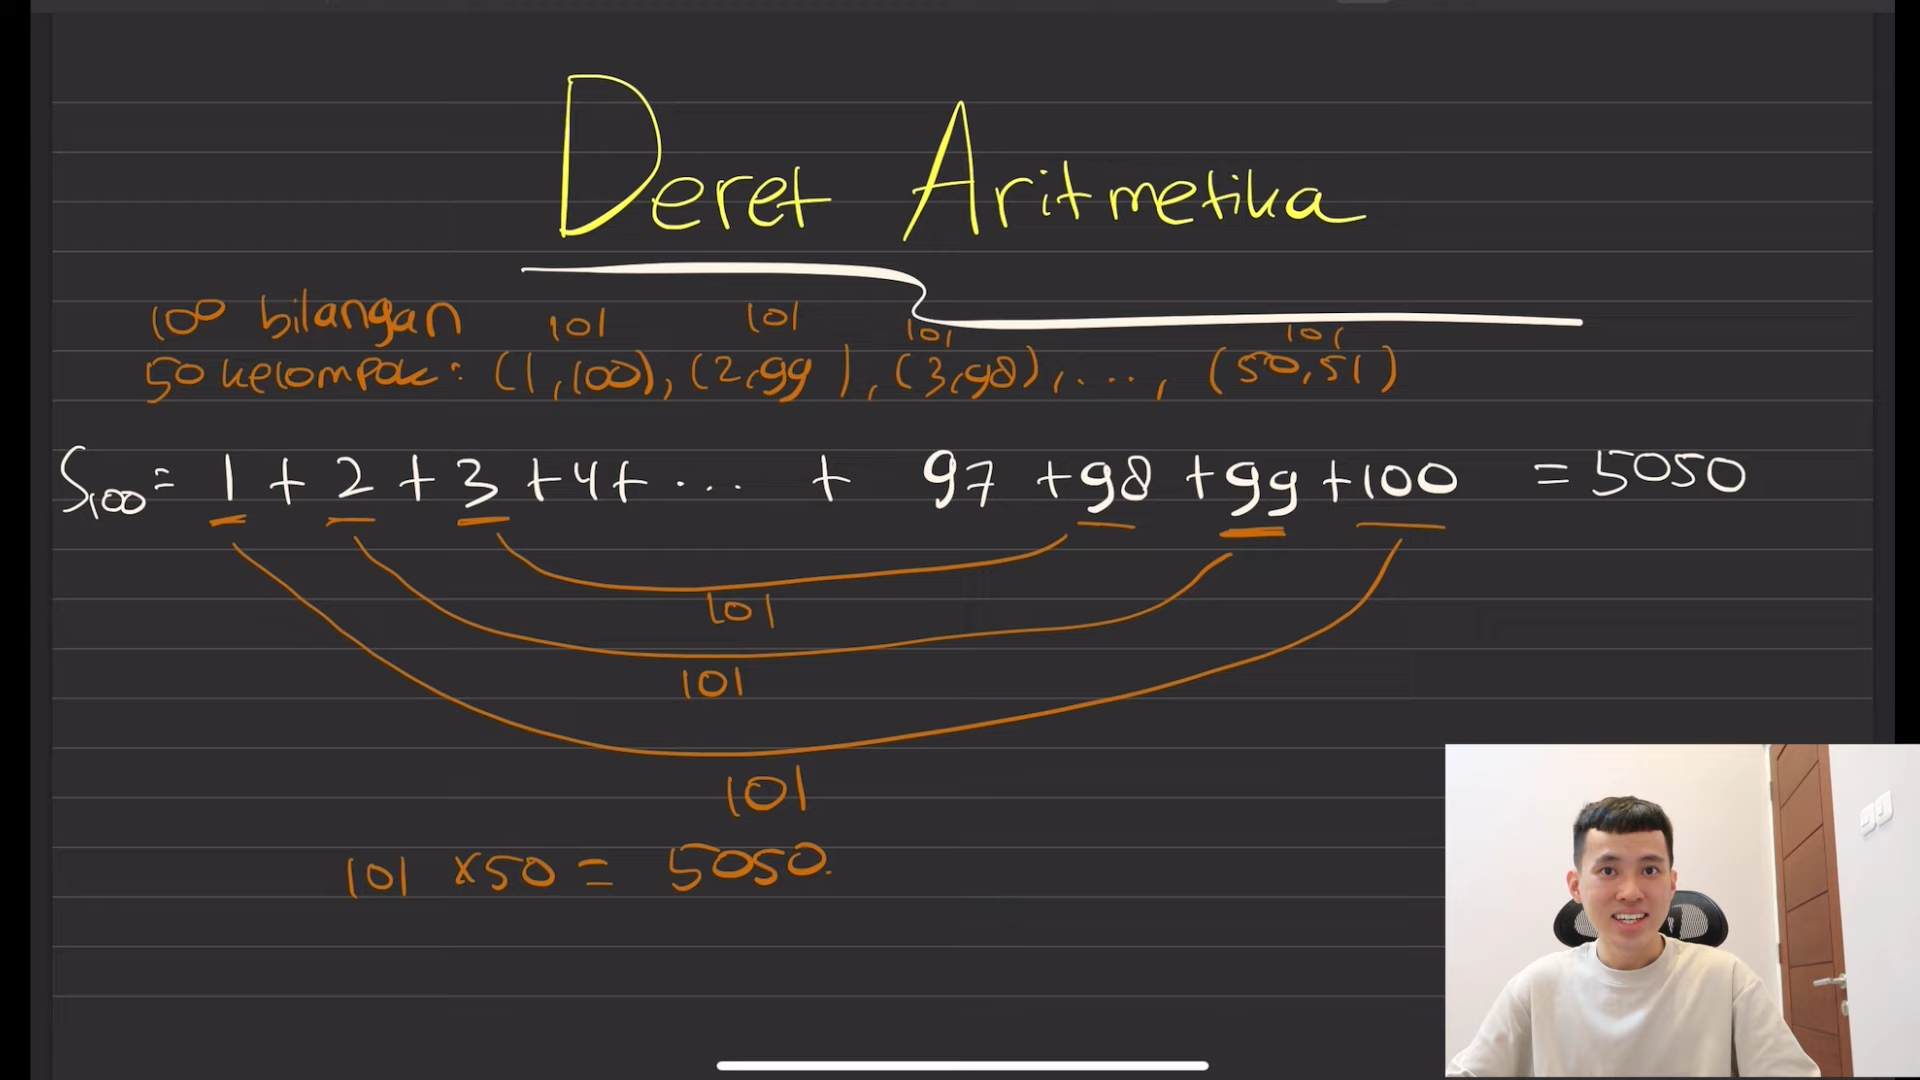 Deret Aritmetika
100 bilangan 101 101 101 101
50 kelompok: (1,100), (2,99), (3,98), ..., (50,51)
S100 = 1 + 2 + 3 + 4 + ... + 97 + 98 + 99 + 100 = 5050
101
101
101
101 x 50 = 5050.